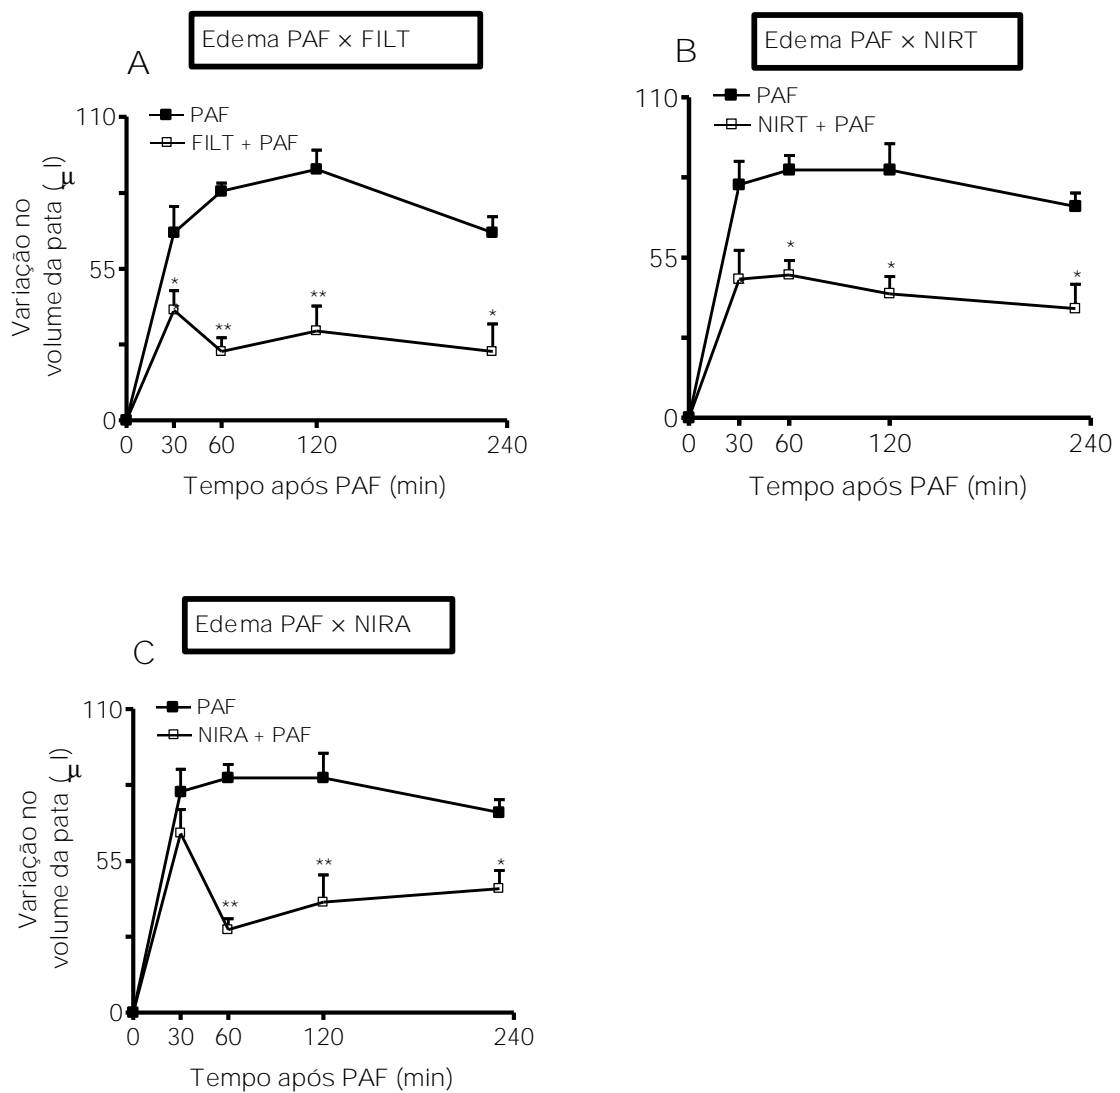 Edema PAF × FILT
A
PAF
FILT + PAF
110
55
0
Variação no
volume da pata (_l)
μ
*
**
**
*
0 30 60 120 240
Tempo após PAF (min)
Edema PAF × NIRT
B
PAF
NIRT + PAF
110
55
0
*
*
*
0 30 60 120 240
Tempo após PAF (min)
Edema PAF × NIRA
C
PAF
NIRA + PAF
110
55
0
Variação no
volume da pata (_l)
μ
**
**
*
0 30 60 120 240
Tempo após PAF (min)